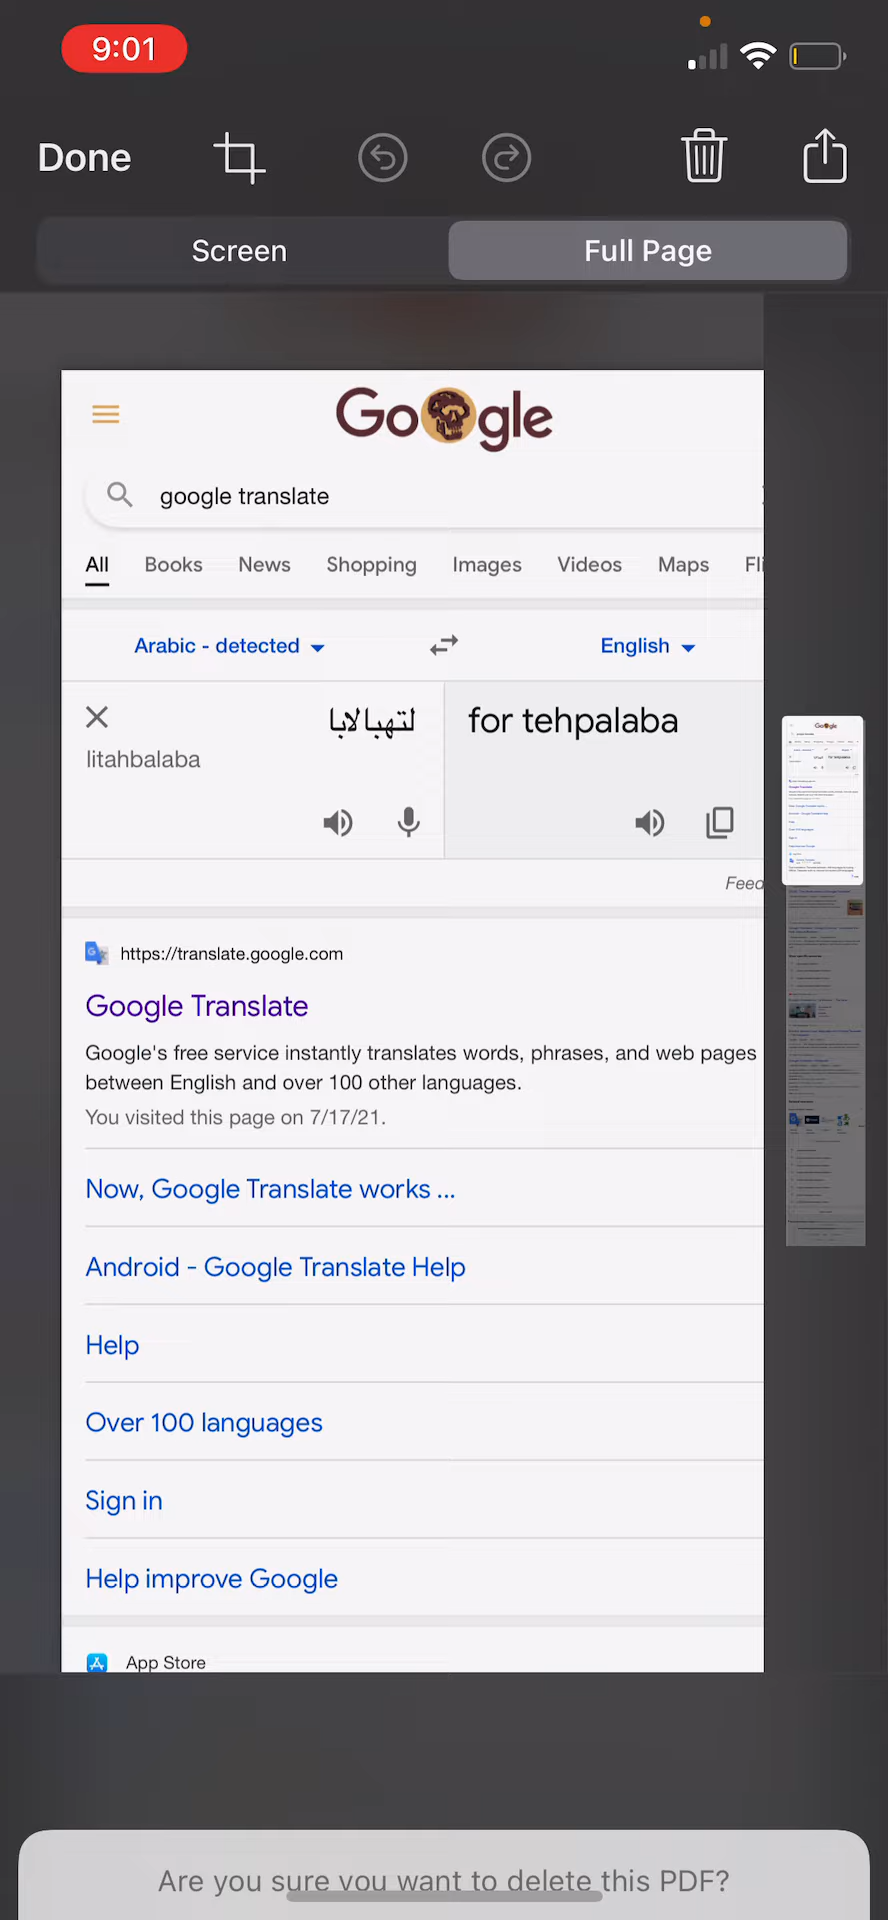 9:01
Done
Screen Full Page
Google
google translate
All Books News Shopping Images Videos Maps Fli
Arabic - detected English
لتهبالابا for tehpalaba
litahbalaba
Feed
https://translate.google.com
Google Translate
Google's free service instantly translates words, phrases, and web pages
between English and over 100 other languages.
You visited this page on 7/17/21.
Now, Google Translate works ...
Android - Google Translate Help
Help
Over 100 languages
Sign in
Help improve Google
App Store
Are you sure you want to delete this PDF?